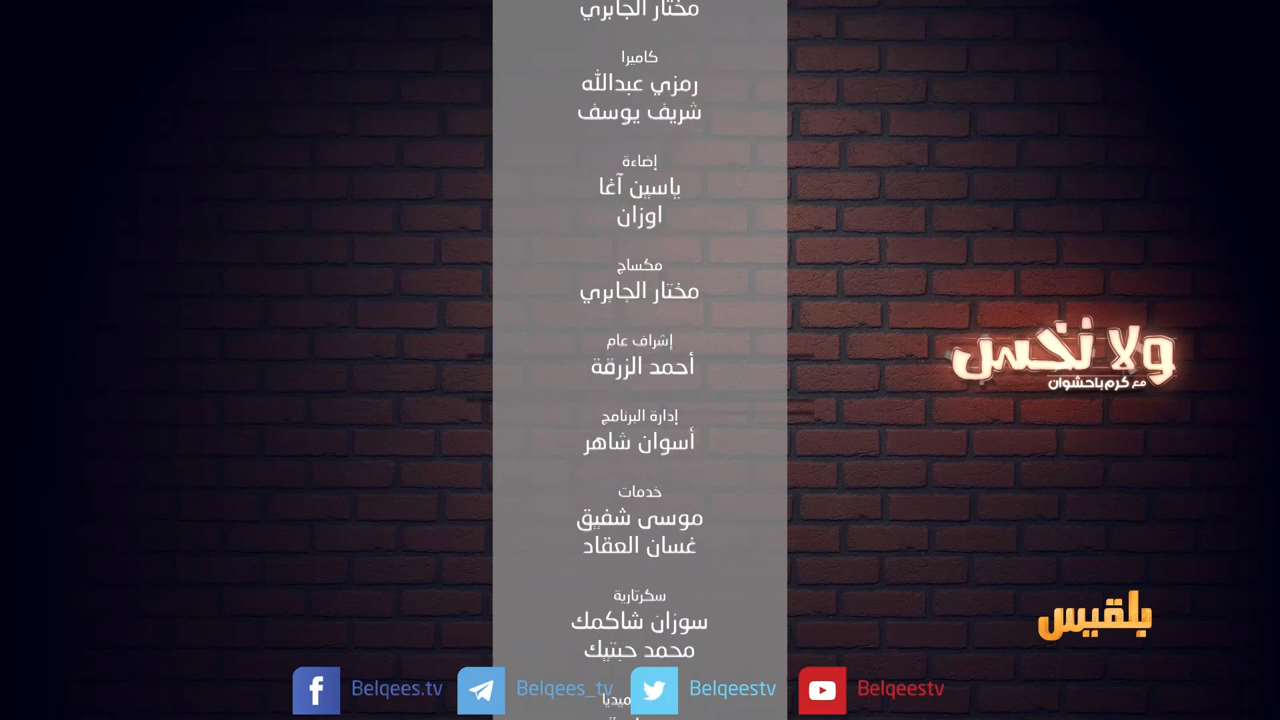 مختار الجابري
كاميرا
رمزي عبدالله
شريف يوسف
إضاءة
ياسين آغا
اوزان
مكساج
مختار الجابري
إشراف عام
أحمد الزرقة
إدارة البرنامج
أسوان شاهر
خدمات
موسى شفيق
غسان العقاد
سكرتارية
سوزان شاكمك
محمد حبتيك
ميديا
ولا نخس
مع كرم باحشوان
بلقيس
Belqees.tv
Belqees_tv
Belqeestv
Belqeestv